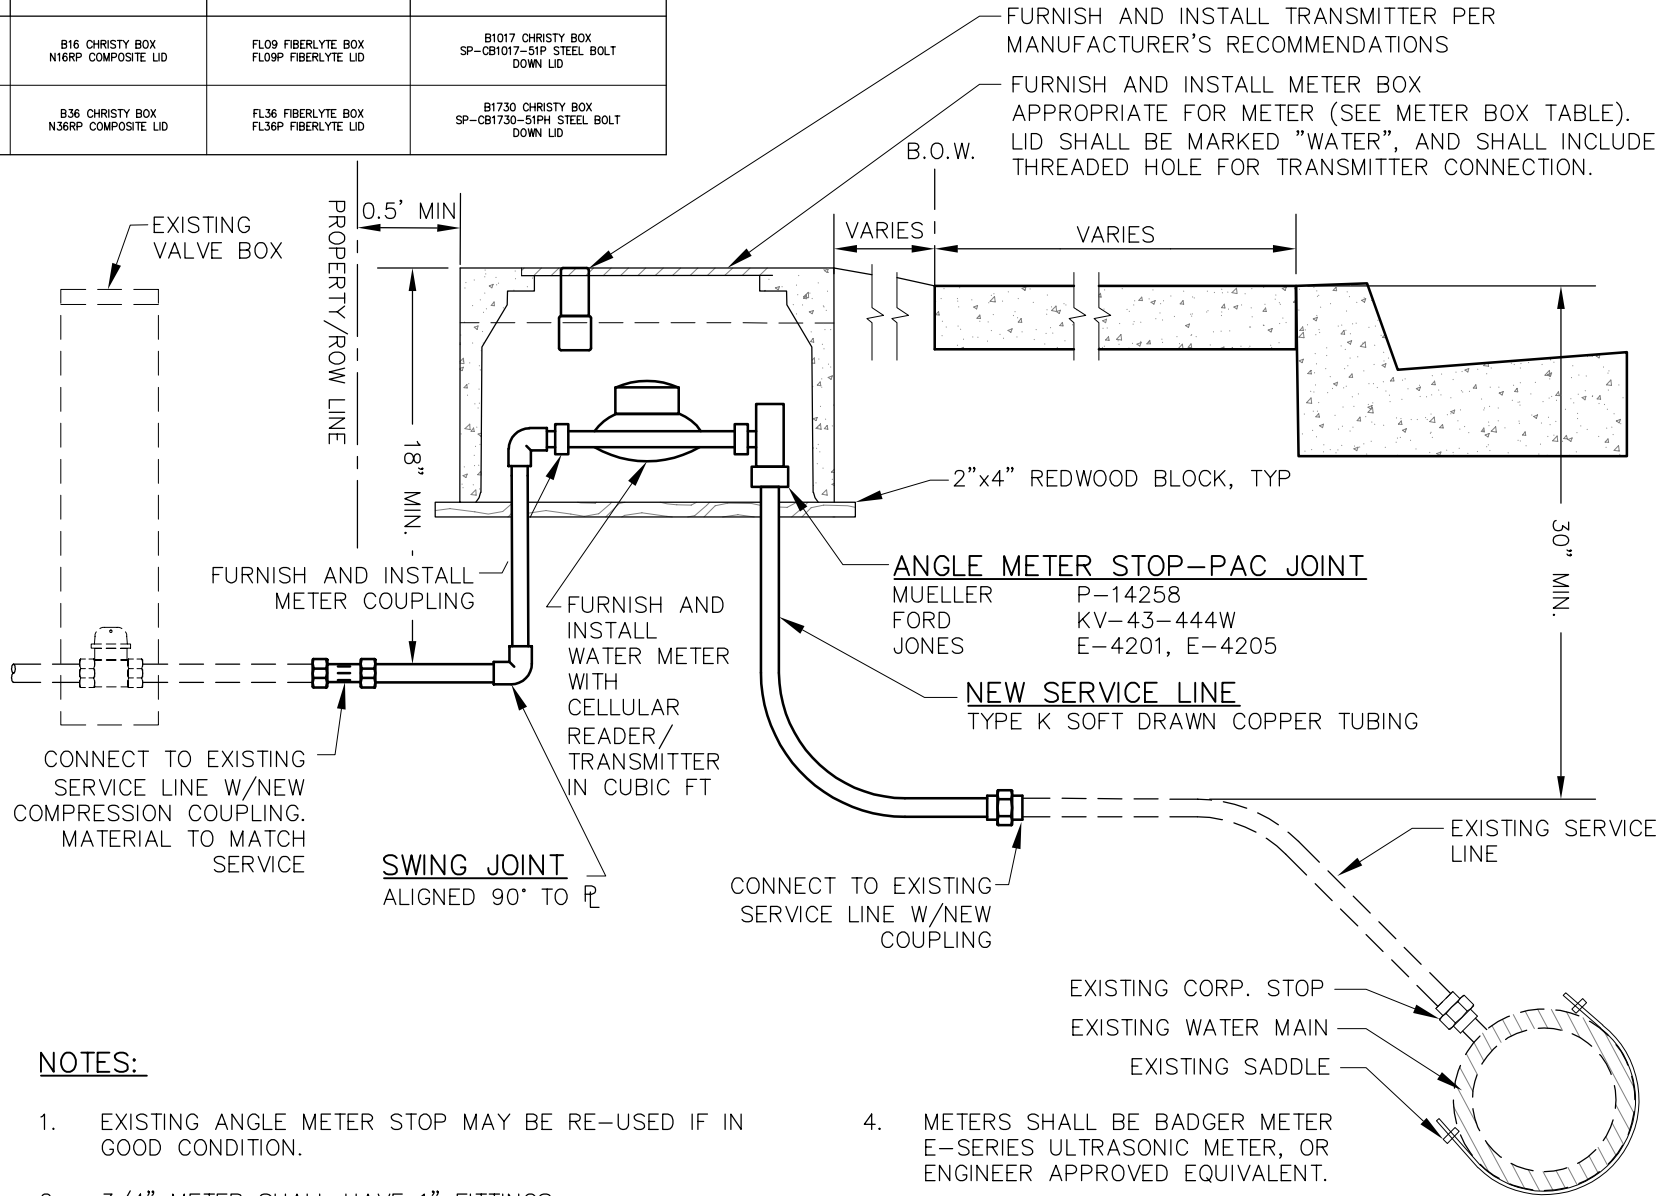 B16 CHRISTY BOX
N16RP COMPOSITE LID
FL09 FIBERLYTE BOX
FL09P FIBERLYTE LID
B1017 CHRISTY BOX
SP-CB1017-51P STEEL BOLT
DOWN LID
B36 CHRISTY BOX
N36RP COMPOSITE LID
FL36 FIBERLYTE BOX
FL36P FIBERLYTE LID
B1730 CHRISTY BOX
SP-CB1730-51PH STEEL BOLT
DOWN LID
FURNISH AND INSTALL TRANSMITTER PER
MANUFACTURER'S RECOMMENDATIONS
FURNISH AND INSTALL METER BOX
APPROPRIATE FOR METER (SEE METER BOX TABLE).
LID SHALL BE MARKED "WATER", AND SHALL INCLUDE
THREADED HOLE FOR TRANSMITTER CONNECTION.
B.O.W.
EXISTING
VALVE BOX
PROPERTY/ROW LINE
0.5' MIN
VARIES
VARIES
18" MIN.
30" MIN.
2"x4" REDWOOD BLOCK, TYP
FURNISH AND INSTALL
METER COUPLING
FURNISH AND
INSTALL
WATER METER
WITH
CELLULAR
READER/
TRANSMITTER
IN CUBIC FT
ANGLE METER STOP-PAC JOINT
MUELLER P-14258
FORD KV-43-444W
JONES E-4201, E-4205
NEW SERVICE LINE
TYPE K SOFT DRAWN COPPER TUBING
CONNECT TO EXISTING
SERVICE LINE W/NEW
COMPRESSION COUPLING.
MATERIAL TO MATCH
SERVICE
SWING JOINT
ALIGNED 90° TO PL
CONNECT TO EXISTING
SERVICE LINE W/NEW
COUPLING
EXISTING SERVICE
LINE
EXISTING CORP. STOP
EXISTING WATER MAIN
EXISTING SADDLE
NOTES:
1. EXISTING ANGLE METER STOP MAY BE RE-USED IF IN
GOOD CONDITION.
2. 3/4" METER SHALL HAVE 1" FITTINGS
4. METERS SHALL BE BADGER METER
E-SERIES ULTRASONIC METER, OR
ENGINEER APPROVED EQUIVALENT.